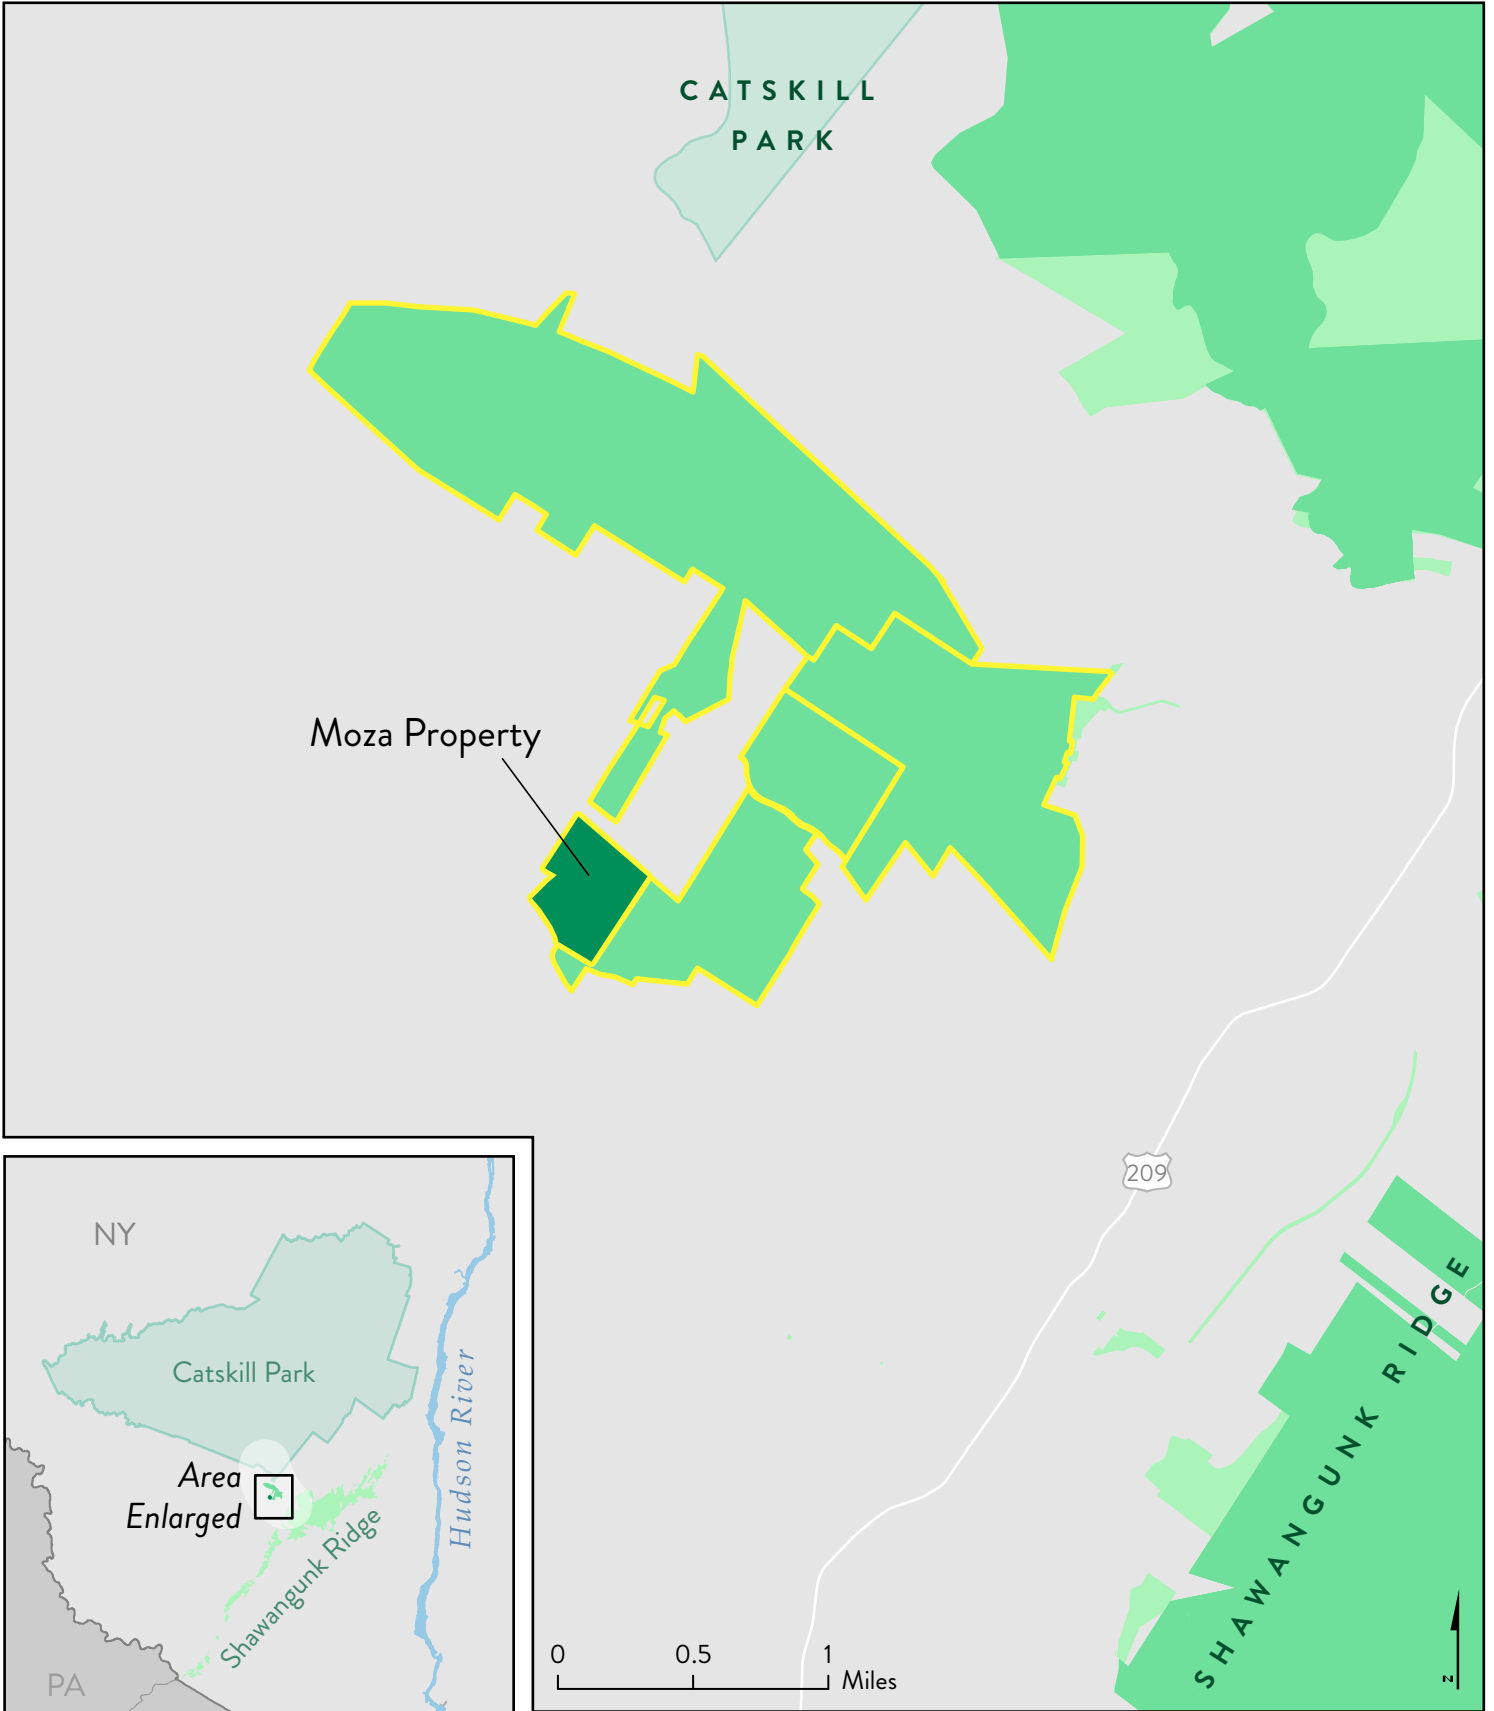 CATSKILL
PARK
Moza Property
209
SHAWANGUNK RIDGE
NY
Catskill Park
Area
Enlarged
Hudson River
Shawangunk Ridge
PA
0 0.5 1
Miles
N